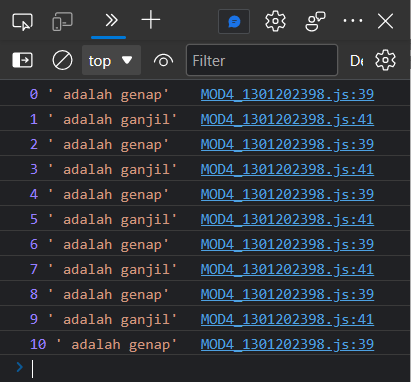 top Filter De
0 ' adalah genap' MOD4_1301202398.js:39
1 ' adalah ganjil' MOD4_1301202398.js:41
2 ' adalah genap' MOD4_1301202398.js:39
3 ' adalah ganjil' MOD4_1301202398.js:41
4 ' adalah genap' MOD4_1301202398.js:39
5 ' adalah ganjil' MOD4_1301202398.js:41
6 ' adalah genap' MOD4_1301202398.js:39
7 ' adalah ganjil' MOD4_1301202398.js:41
8 ' adalah genap' MOD4_1301202398.js:39
9 ' adalah ganjil' MOD4_1301202398.js:41
10 ' adalah genap' MOD4_1301202398.js:39